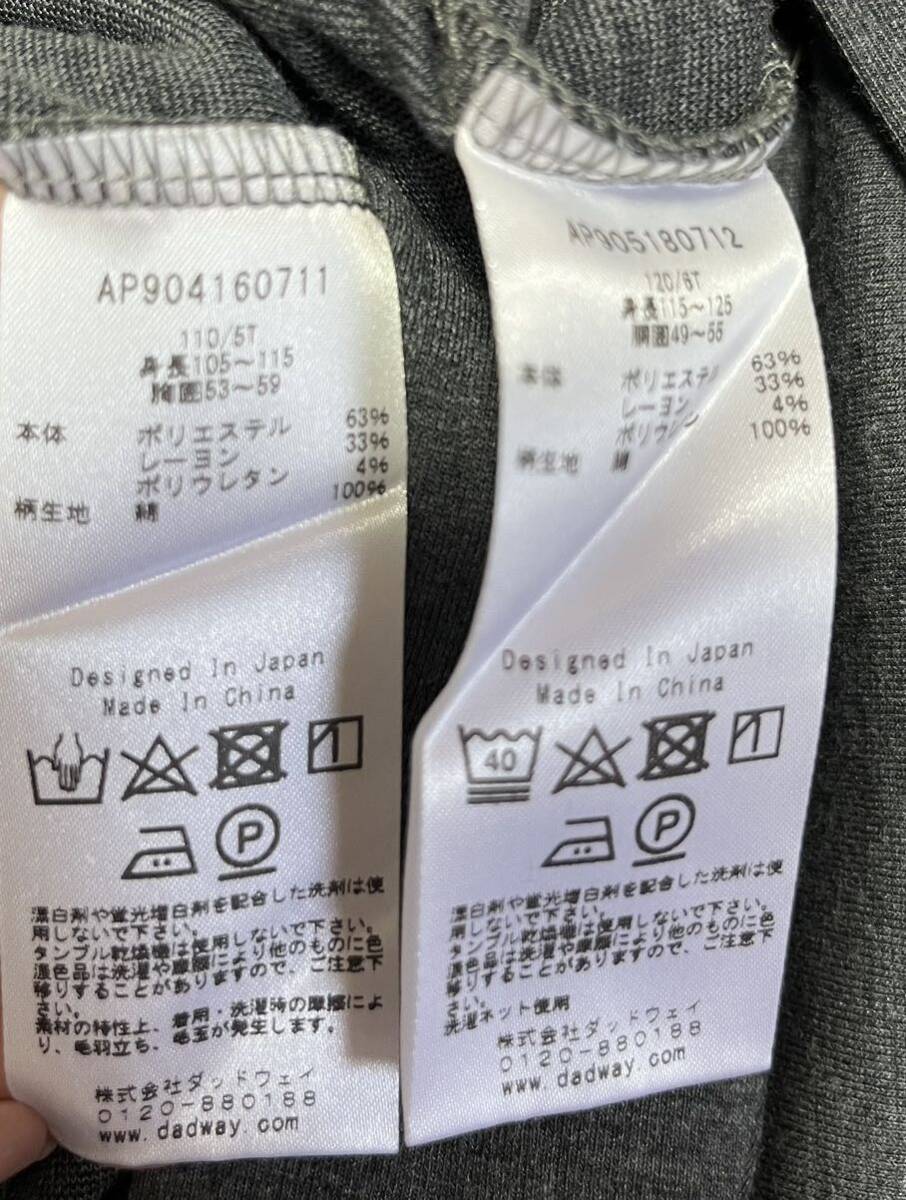 AP904160711
110/5T
身長105～115
胸囲53～59
本体 ポリエステル 63%
レーヨン 33%
ポリウレタン 4%
柄生地 綿 100%
Designed In Japan
Made In China
1
P
漂白剤や蛍光増白剤を配合した洗剤は使
用しないで下さい。
タンブル乾燥機は使用しないで下さい。
濃色品は洗濯や摩擦により他のものに色
移りすることがありますので、ご注意下
さい。
素材の特性上、着用・洗濯時の摩擦によ
り、毛羽立ち、毛玉が発生します。
株式会社ダッドウェイ
0120-880188
www.dadway.com
AP905180712
120/6T
身長115～125
胴囲49～55
本体 ポリエステル 63%
レーヨン 33%
ポリウレ 4%
柄生地 綿 100%
Designed In Japan
Made In China
40
1
P
漂白剤や蛍光増白剤を配合した洗剤は使
用しないで下さい。
タンブル乾燥機は使用しないで下さい。
濃色品は洗濯や摩擦により他のものに色
移りすることがありますので、ご注意下
さい。
洗濯ネット使用
株式会社ダッドウェイ
0120-880188
www.dadway.com